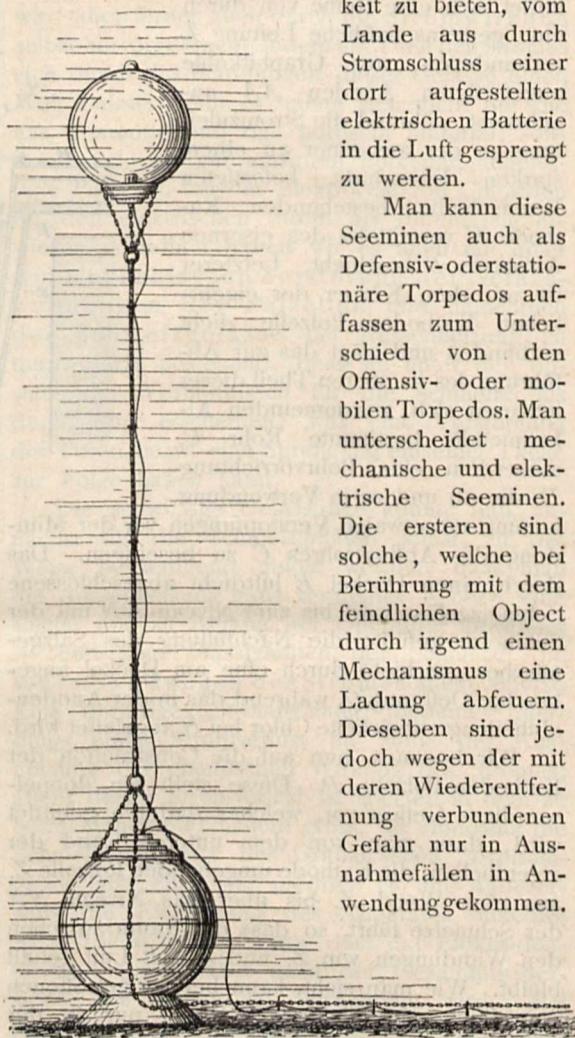 keit zu bieten, vom
Lande aus durch
Stromschluss einer
dort aufgestellten
elektrischen Batterie
in die Luft gesprengt
zu werden.
Man kann diese
Seeminen auch als
Defensiv- oder statio-
näre Torpedos auf-
fassen zum Unter-
schied von den
Offensiv- oder mo-
bilen Torpedos. Man
unterscheidet me-
chanische und elek-
trische Seeminen.
Die ersteren sind
solche, welche bei
Berührung mit dem
feindlichen Object
durch irgend einen
Mechanismus eine
Ladung abfeuern.
Dieselben sind je-
doch wegen der mit
deren Wiederentfer-
nung verbundenen
Gefahr nur in Aus-
nahmefällen in An-
wendung gekommen.